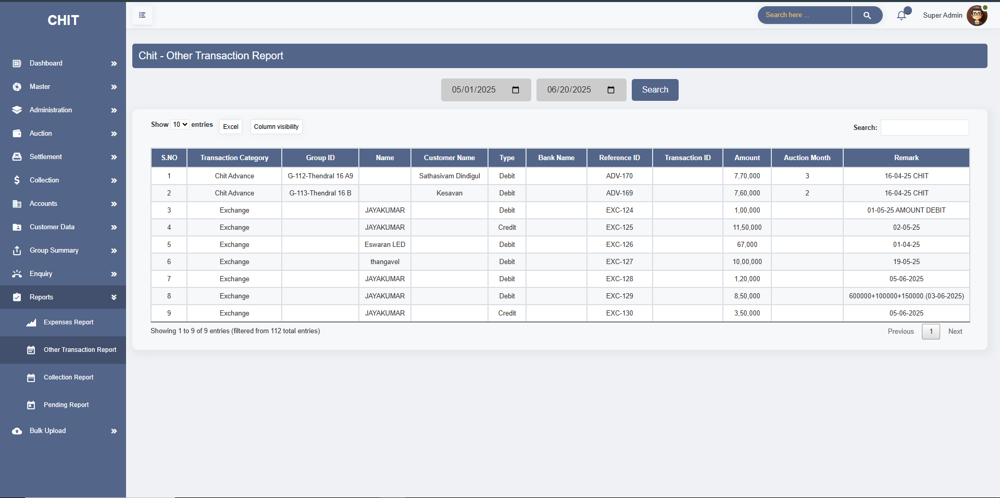 CHIT
Search here ...
Super Admin
Dashboard
Master
Administration
Auction
Settlement
Collection
Accounts
Customer Data
Group Summary
Enquiry
Reports
Expenses Report
Other Transaction Report
Collection Report
Pending Report
Bulk Upload
Chit - Other Transaction Report
05/01/2025 06/20/2025 Search
Show 10 entries Excel Column visibility Search:
S.NO Transaction Category Group ID Name Customer Name Type Bank Name Reference ID Transaction ID Amount Auction Month Remark
1 Chit Advance G-112-Thendral 16 A9 Sathasivam Dindigul Debit ADV-170 7,70,000 3 16-04-25 CHIT
2 Chit Advance G-113-Thendral 16 B Kesavan Debit ADV-169 7,60,000 2 16-04-25 CHIT
3 Exchange JAYAKUMAR Debit EXC-124 1,00,000 01-05-25 AMOUNT DEBIT
4 Exchange JAYAKUMAR Credit EXC-125 11,50,000 02-05-25
5 Exchange Eswaran LED Debit EXC-126 67,000 01-04-25
6 Exchange thangavel Debit EXC-127 10,00,000 19-05-25
7 Exchange JAYAKUMAR Debit EXC-128 1,20,000 05-06-2025
8 Exchange JAYAKUMAR Debit EXC-129 8,50,000 600000+100000+150000.(03-06-2025)
9 Exchange JAYAKUMAR Credit EXC-130 3,50,000 05-06-2025
Showing 1 to 9 of 9 entries (filtered from 112 total entries) Previous 1 Next